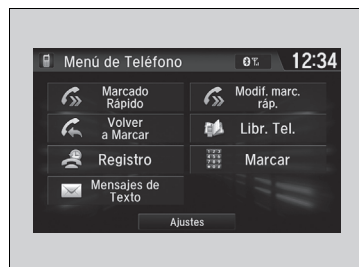 Menú de Teléfono
12:34
Marcado
Rápido
Modif. marc.
ráp.
Volver
a Marcar
Libr. Tel.
Registro
Marcar
Mensajes de
Texto
Ajustes